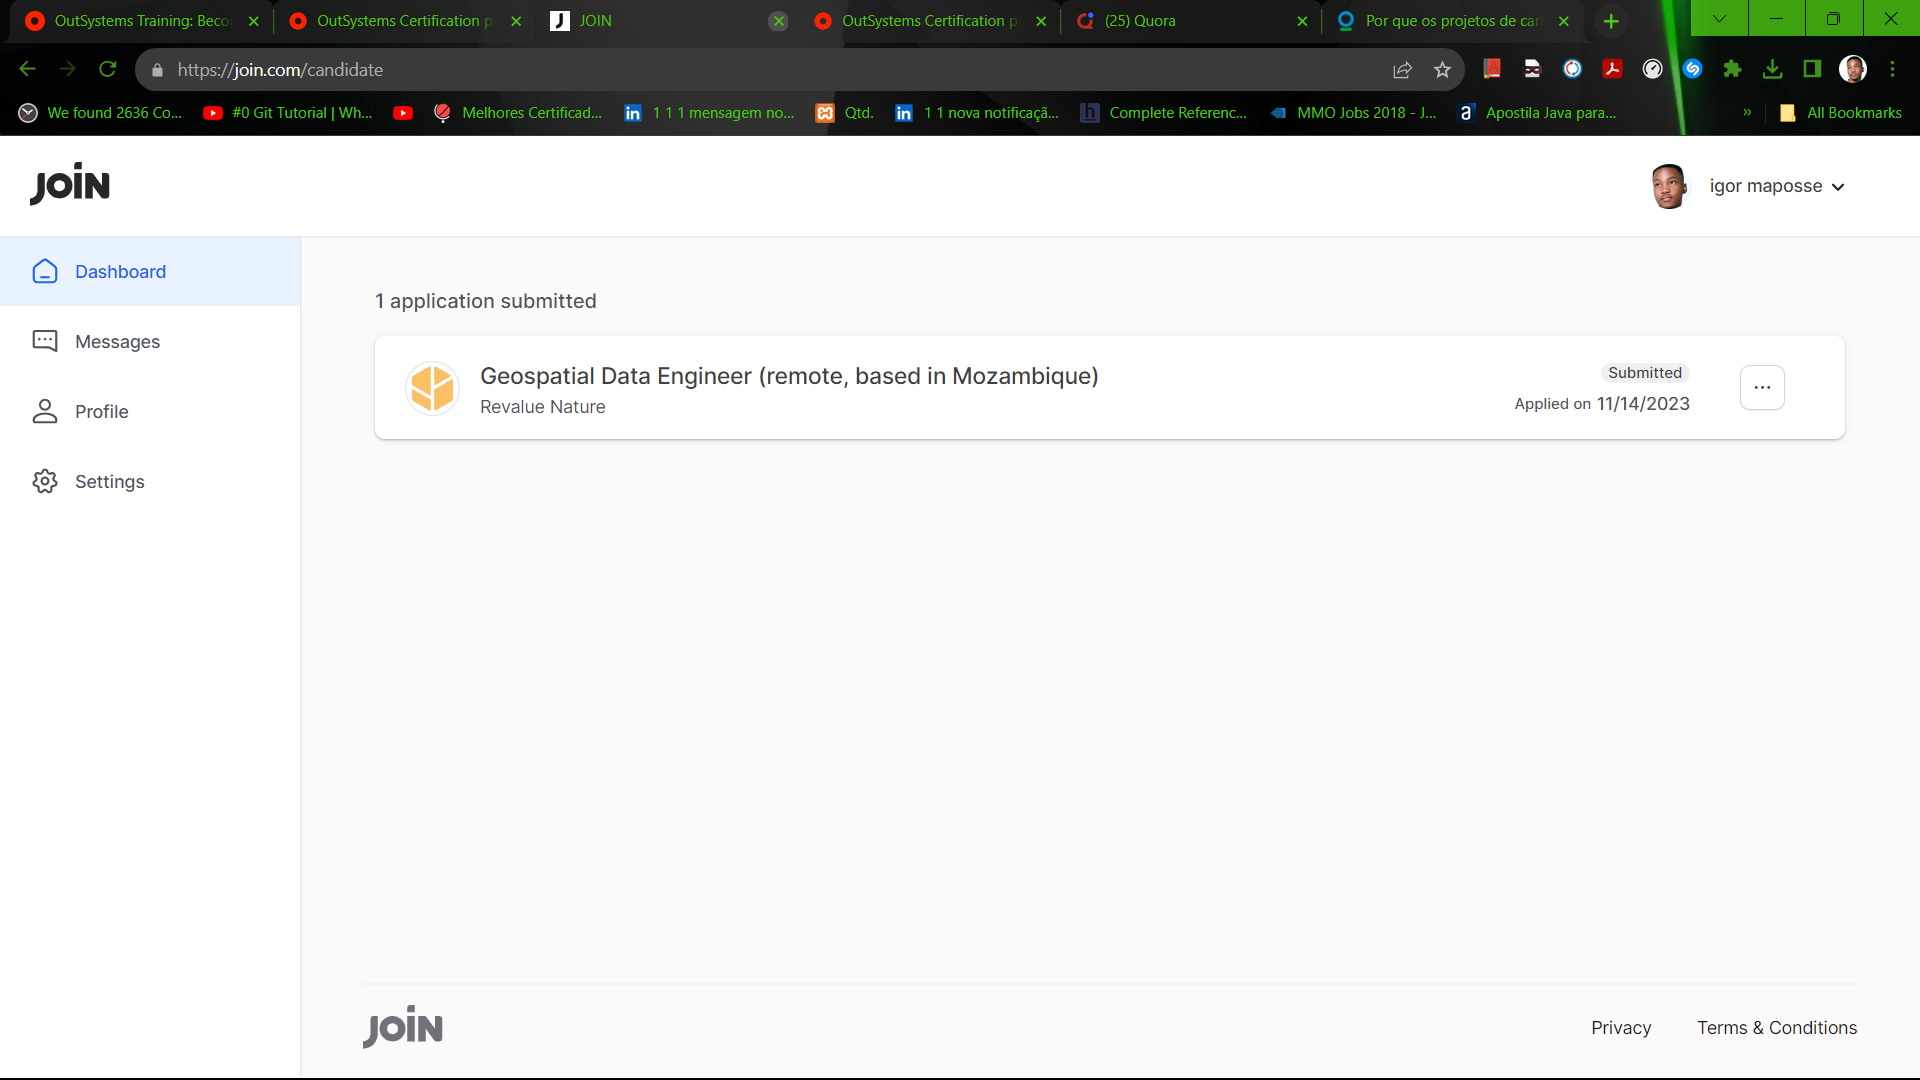 OutSystems Training: Beco
OutSystems Certification p
JOIN
OutSystems Certification p
(25) Quora
Por que os projetos de car
https://join.com/candidate
We found 2636 Co...
#0 Git Tutorial | Wh...
Melhores Certificad...
1 1 1 mensagem no...
Qtd.
1 1 nova notificaçã...
Complete Referenc...
MMO Jobs 2018 - J...
Apostila Java para...
»
All Bookmarks
JOIN
igor maposse
Dashboard
Messages
Profile
Settings
1 application submitted
Geospatial Data Engineer (remote, based in Mozambique)
Revalue Nature
Submitted
Applied on 11/14/2023
JOIN
Privacy
Terms & Conditions